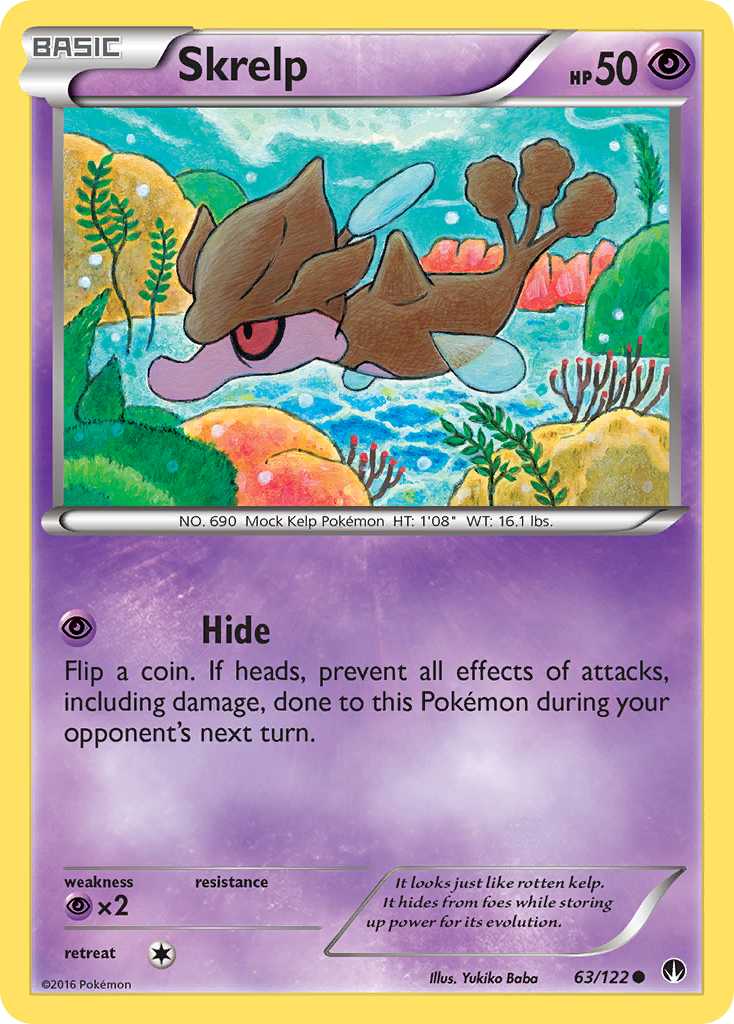 BASIC
Skrelp
HP 50
NO. 690 Mock Kelp Pokémon HT: 1'08" WT: 16.1 lbs.
Hide
Flip a coin. If heads, prevent all effects of attacks,
including damage, done to this Pokémon during your
opponent's next turn.
weakness resistance
×2
It looks just like rotten kelp.
It hides from foes while storing
up power for its evolution.
retreat
©2016 Pokémon
Illus. Yukiko Baba
63/122